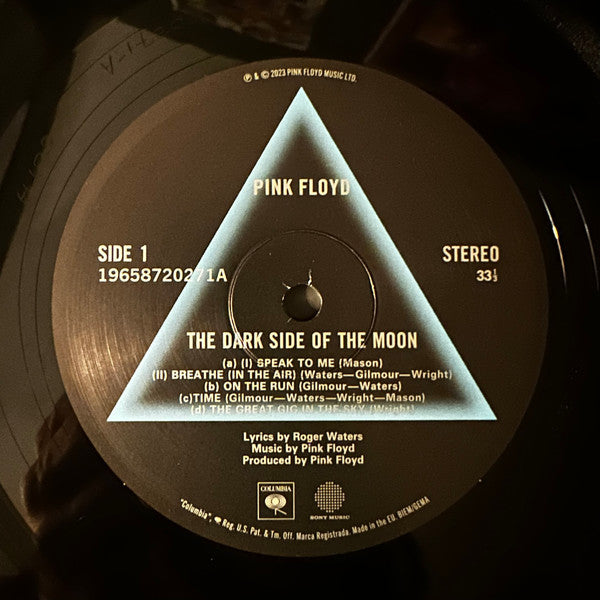 ℗ & © 2023 PINK FLOYD MUSIC LTD.
PINK FLOYD
SIDE 1
19658720271A
STEREO
33⅓
THE DARK SIDE OF THE MOON
(a) (I) SPEAK TO ME (Mason)
(II) BREATHE (IN THE AIR) (Waters—Gilmour—Wright)
(b) ON THE RUN (Gilmour—Waters)
(c)TIME (Gilmour—Waters—Wright—Mason)
(d) THE GREAT GIG IN THE SKY (Wright)
Lyrics by Roger Waters
Music by Pink Floyd
Produced by Pink Floyd
COLUMBIA
SONY MUSIC
"Columbia", Reg. U.S. Pat. & Tm. Off. Marca Registrada. Made in the EU. BIEM/GEMA